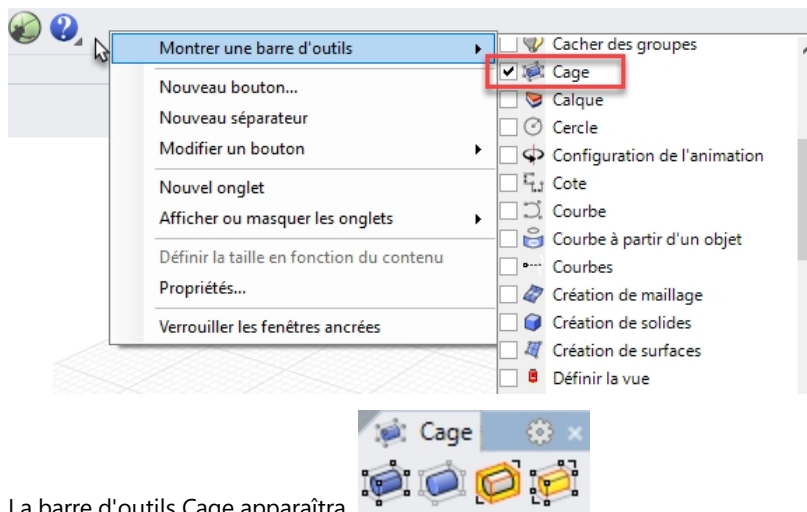 Montrer une barre d'outils
Nouveau bouton...
Nouveau séparateur
Modifier un bouton
Nouvel onglet
Afficher ou masquer les onglets
Définir la taille en fonction du contenu
Propriétés...
Verrouiller les fenêtres ancrées
Cacher des groupes
Cage
Calque
Cercle
Configuration de l'animation
Cote
Courbe
Courbe à partir d'un objet
Courbes
Création de maillage
Création de solides
Création de surfaces
Définir la vue
Cage
La barre d'outils Cage apparaîtra